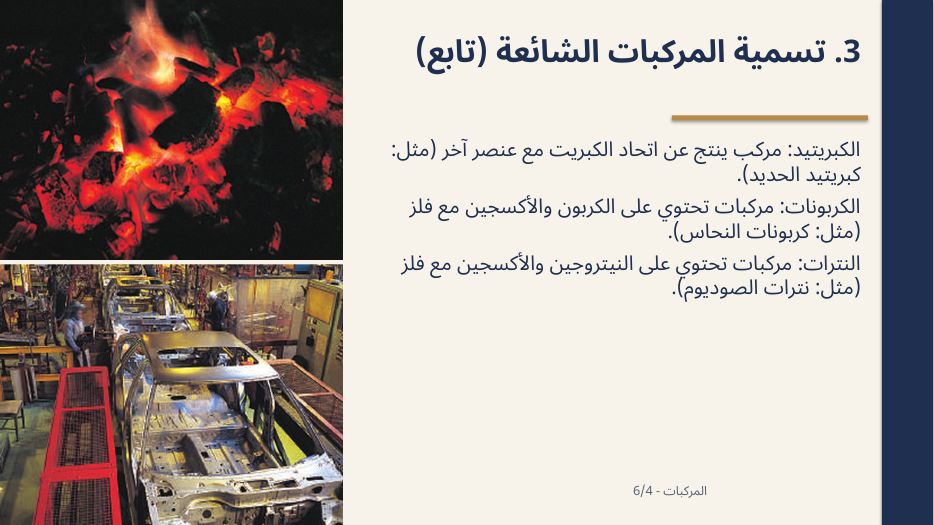 3. تسمية المركبات الشائعة (تابع)
الكبريتيد: مركب ينتج عن اتحاد الكبريت مع عنصر آخر (مثل:
كبريتيد الحديد).
الكربونات: مركبات تحتوي على الكربون والأكسجين مع فلز
(مثل: كربونات النحاس).
النترات: مركبات تحتوي على النيتروجين والأكسجين مع فلز
(مثل: نترات الصوديوم).
المركبات - 6/4